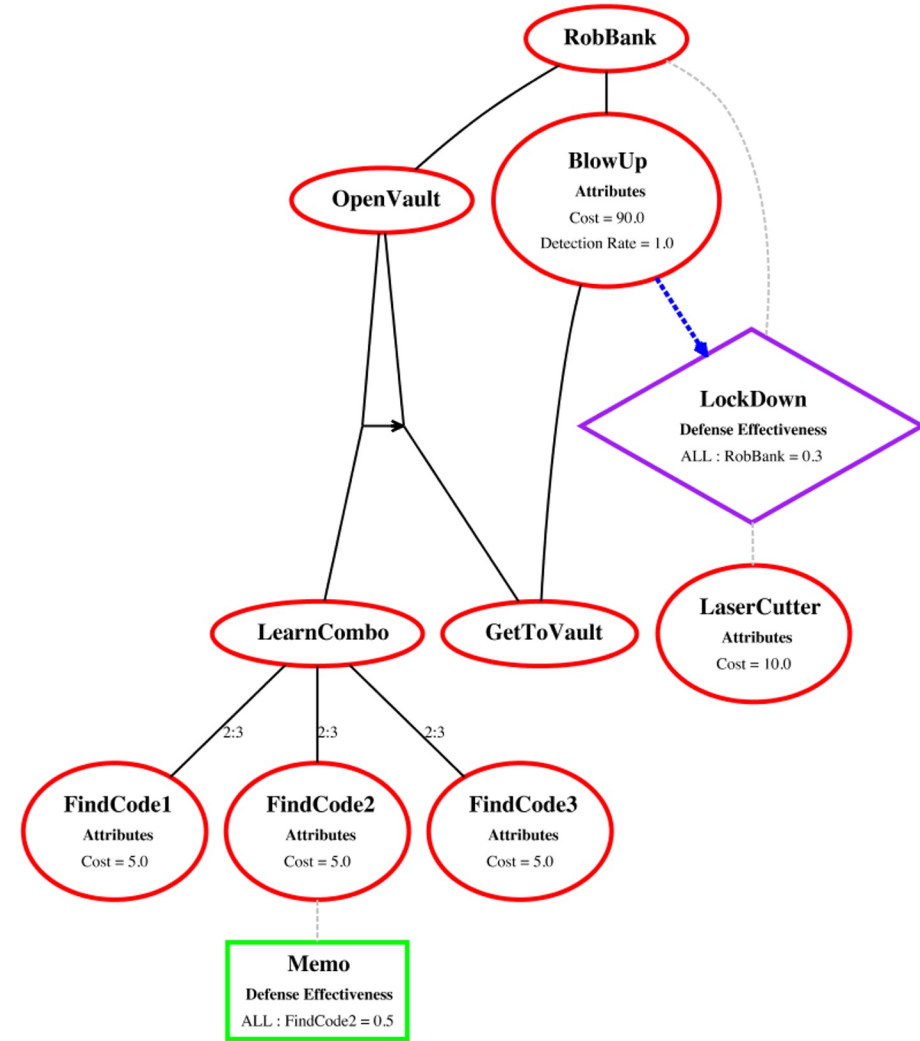 RobBank
BlowUp
Attributes
Cost = 90.0
Detection Rate = 1.0
OpenVault
LockDown
Defense Effectiveness
ALL : RobBank = 0.3
LearnCombo
GetToVault
LaserCutter
Attributes
Cost = 10.0
2:3
2:3
2:3
FindCode1
Attributes
Cost = 5.0
FindCode2
Attributes
Cost = 5.0
FindCode3
Attributes
Cost = 5.0
Memo
Defense Effectiveness
ALL : FindCode2 = 0.5